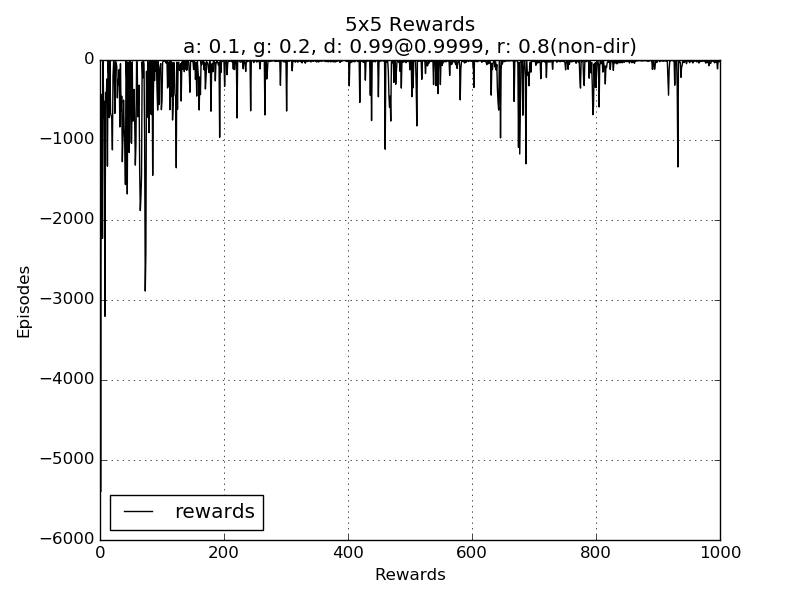 5x5 Rewards
a: 0.1, g: 0.2, d: 0.99@0.9999, r: 0.8(non-dir)
0
−1000
−2000
−3000
−4000
−5000
−6000
Episodes
rewards
0 200 400 600 800 1000
Rewards